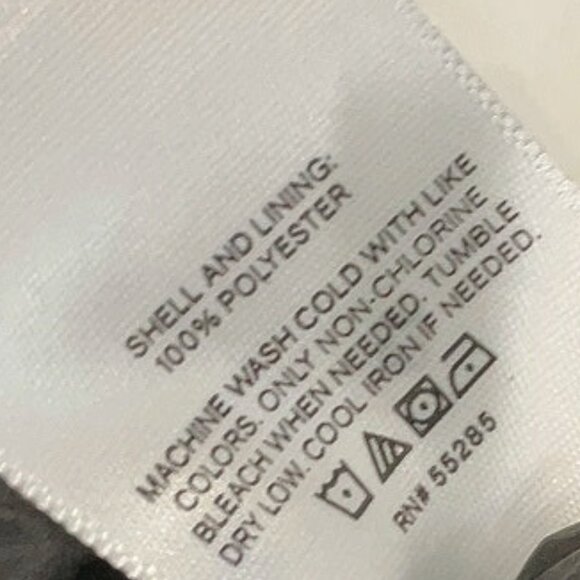 SHELL AND LINING:
100% POLYESTER
MACHINE WASH COLD WITH LIKE
COLORS. ONLY NON-CHLORINE
BLEACH WHEN NEEDED. TUMBLE
DRY LOW. COOL IRON IF NEEDED.
RN# 55285